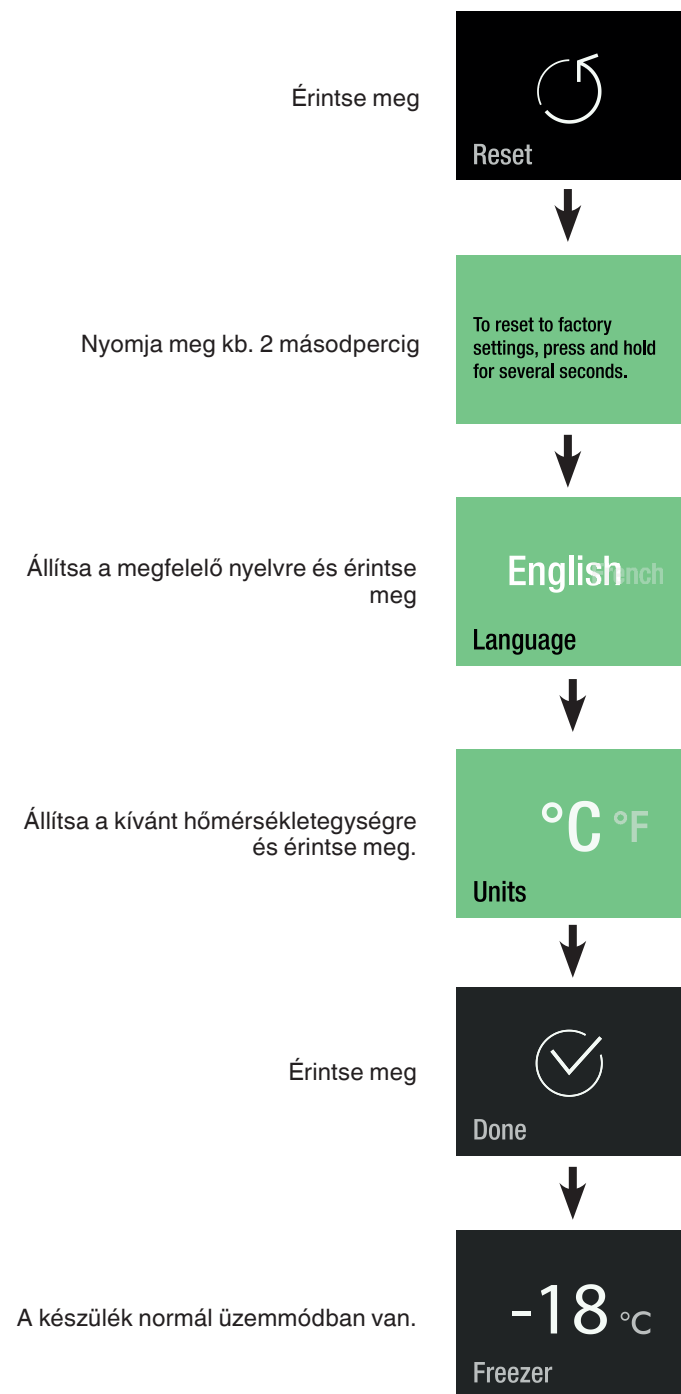 Érintse meg
Reset
Nyomja meg kb. 2 másodpercig
To reset to factory
settings, press and hold
for several seconds.
Állítsa a megfelelő nyelvre és érintse
meg
English French
Language
Állítsa a kívánt hőmérsékletegységre
és érintse meg.
°C °F
Units
Érintse meg
Done
A készülék normál üzemmódban van.
-18 °C
Freezer